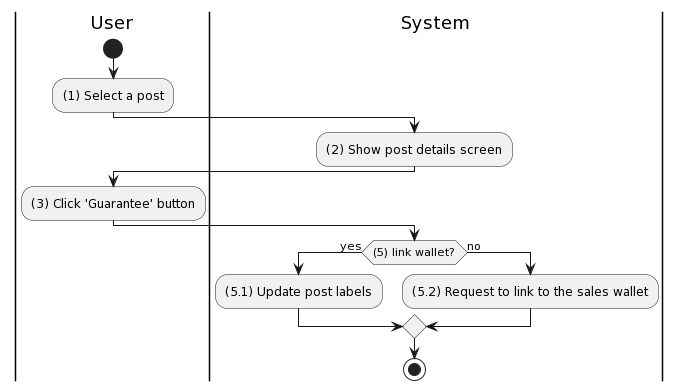 User
System
(1) Select a post
(2) Show post details screen
(3) Click 'Guarantee' button
yes
(5) link wallet?
no
(5.1) Update post labels
(5.2) Request to link to the sales wallet